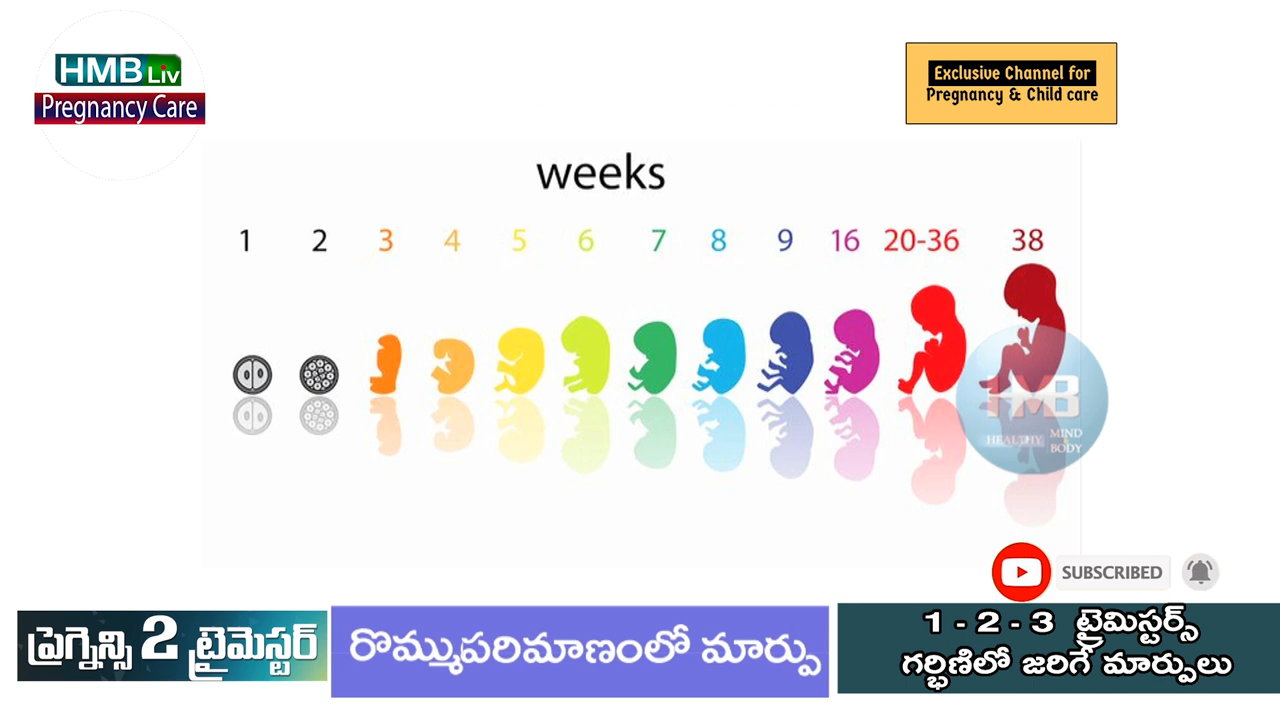 HMB Liv
Pregnancy Care
Exclusive Channel for
Pregnancy & Child care
weeks
1 2 3 4 5 6 7 8 9 16 20-36 38
HMB
HEALTHY MIND BODY
SUBSCRIBED
ప్రెగ్నెన్సి 2 ట్రైమెస్టర్
రొమ్ముపరిమాణంలో మార్పు
1 - 2 - 3 ట్రైమిస్టర్స్
గర్భిణిలో జరిగే మార్పులు